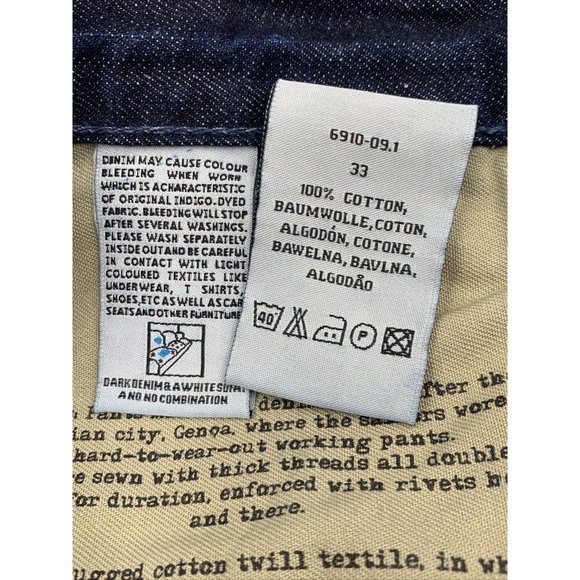 DENIM MAY CAUSE COLOUR
BLEEDING WHEN WORN
WHICH IS A CHARACTERISTIC
OF ORIGINAL INDIGO-DYED
FABRIC. BLEEDING WILL STOP
AFTER SEVERAL WASHINGS.
PLEASE WASH SEPARATELY
INSIDE OUT AND BE CAREFUL
IN CONTACT WITH LIGHT
COLOURED TEXTILES LIKE
UNDERWEAR, T SHIRTS,
SHOES, ETC AS WELL AS CAR
SEATS AND OTHER FURNITURE
DARK DENIM & A WHITE SOFA
A NO NO COMBINATION
6910-09.1
33
100% COTTON,
BAUMWOLLE, COTON,
ALGODÓN, COTONE,
BAWELNA, BAVLNA,
ALGODÃO
40°
P
denim after th
ian city, Genoa, where the wore
hard-to-wear-out working pants.
e sewn with thick threads all double
for duration, enforced with rivets h
and there.
ugged cotton twill textile, in wh